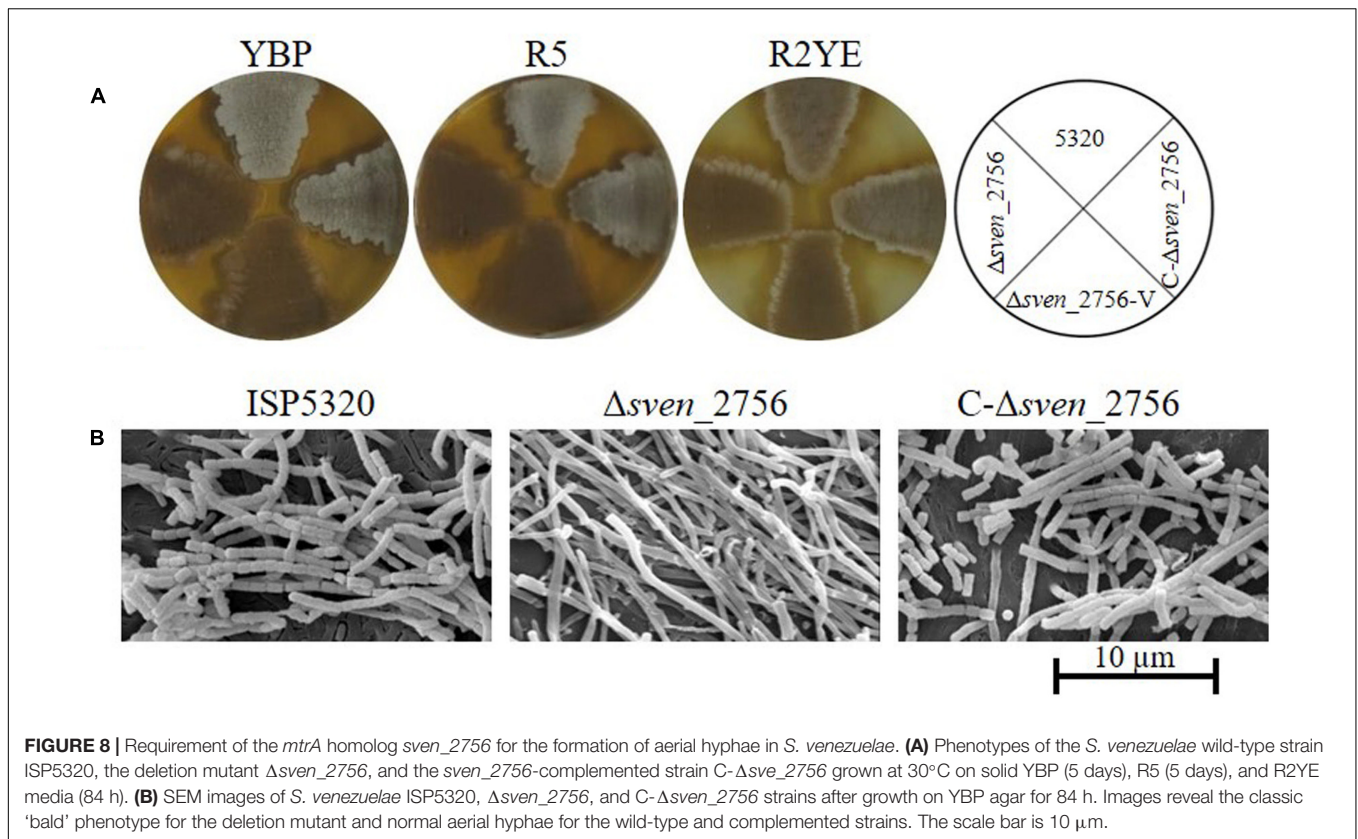 YBP R5 R2YE
A
5320
Δsven_2756
C-Δsven_2756
Δsven_2756-V
ISP5320 Δsven_2756 C-Δsven_2756
B
10 μm
FIGURE 8 | Requirement of the mtrA homolog sven_2756 for the formation of aerial hyphae in S. venezuelae. (A) Phenotypes of the S. venezuelae wild-type strain
ISP5320, the deletion mutant Δsven_2756, and the sven_2756-complemented strain C-Δsve_2756 grown at 30°C on solid YBP (5 days), R5 (5 days), and R2YE
media (84 h). (B) SEM images of S. venezuelae ISP5320, Δsven_2756, and C-Δsven_2756 strains after growth on YBP agar for 84 h. Images reveal the classic
‘bald’ phenotype for the deletion mutant and normal aerial hyphae for the wild-type and complemented strains. The scale bar is 10 μm.